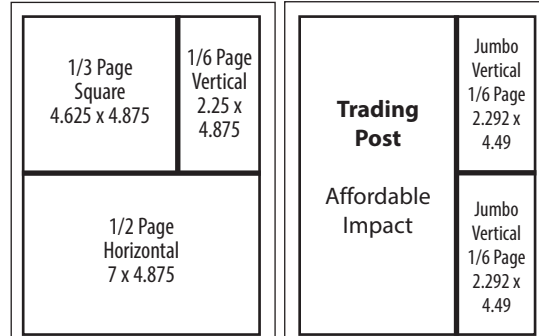 1/3 Page
Square
4.625 x 4.875
1/6 Page
Vertical
2.25 x
4.875
1/2 Page
Horizontal
7 x 4.875
Trading
Post
Affordable
Impact
Jumbo
Vertical
1/6 Page
2.292 x
4.49
Jumbo
Vertical
1/6 Page
2.292 x
4.49